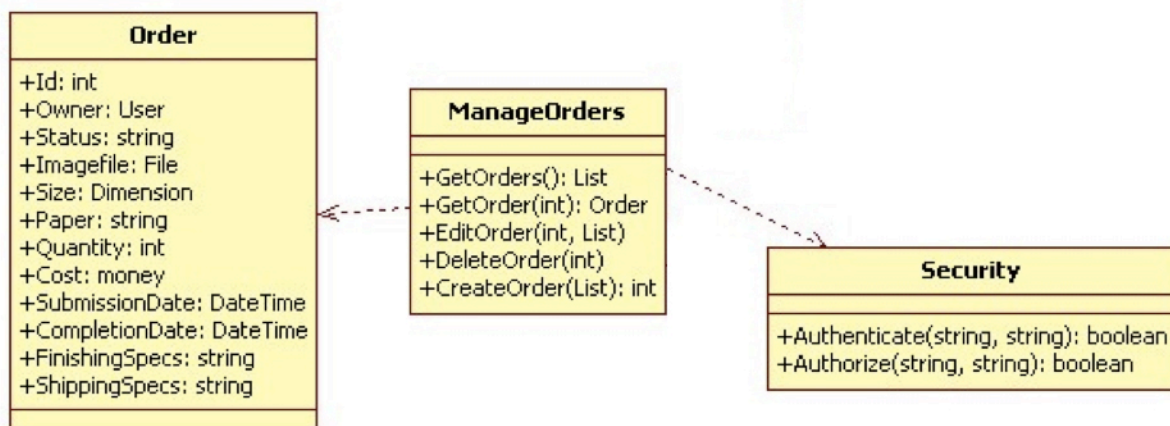 Order
+Id: int
+Owner: User
+Status: string
+Imagefile: File
+Size: Dimension
+Paper: string
+Quantity: int
+Cost: money
+SubmissionDate: DateTime
+CompletionDate: DateTime
+FinishingSpecs: string
+ShippingSpecs: string
ManageOrders
+GetOrders(): List
+GetOrder(int): Order
+EditOrder(int, List)
+DeleteOrder(int)
+CreateOrder(List): int
Security
+Authenticate(string, string): boolean
+Authorize(string, string): boolean